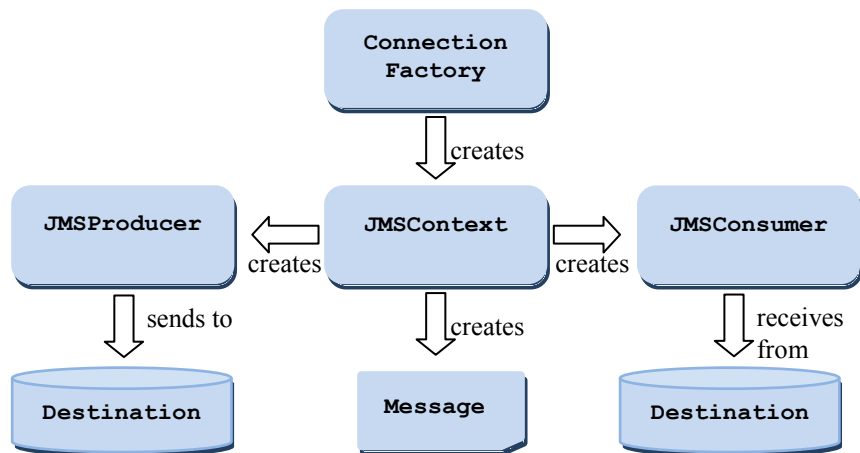 Connection
Factory
creates
JMSProducer
JMSContext
JMSConsumer
creates
creates
sends to
creates
receives
from
Destination
Message
Destination